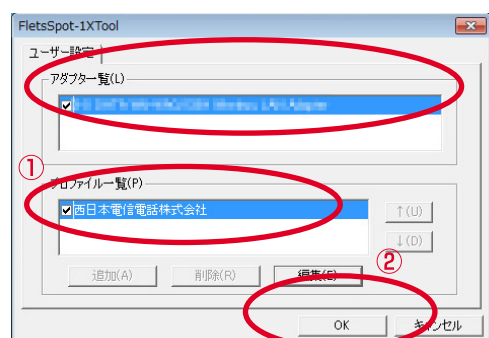 FletsSpot-1XTool
ユーザー設定
アダプター覧(L)
①
プロファイル一覧(P)
西日本電信電話株式会社
↑(U)
↓(D)
②
追加(A) 削除(R) 編集(E)
OK キャンセル